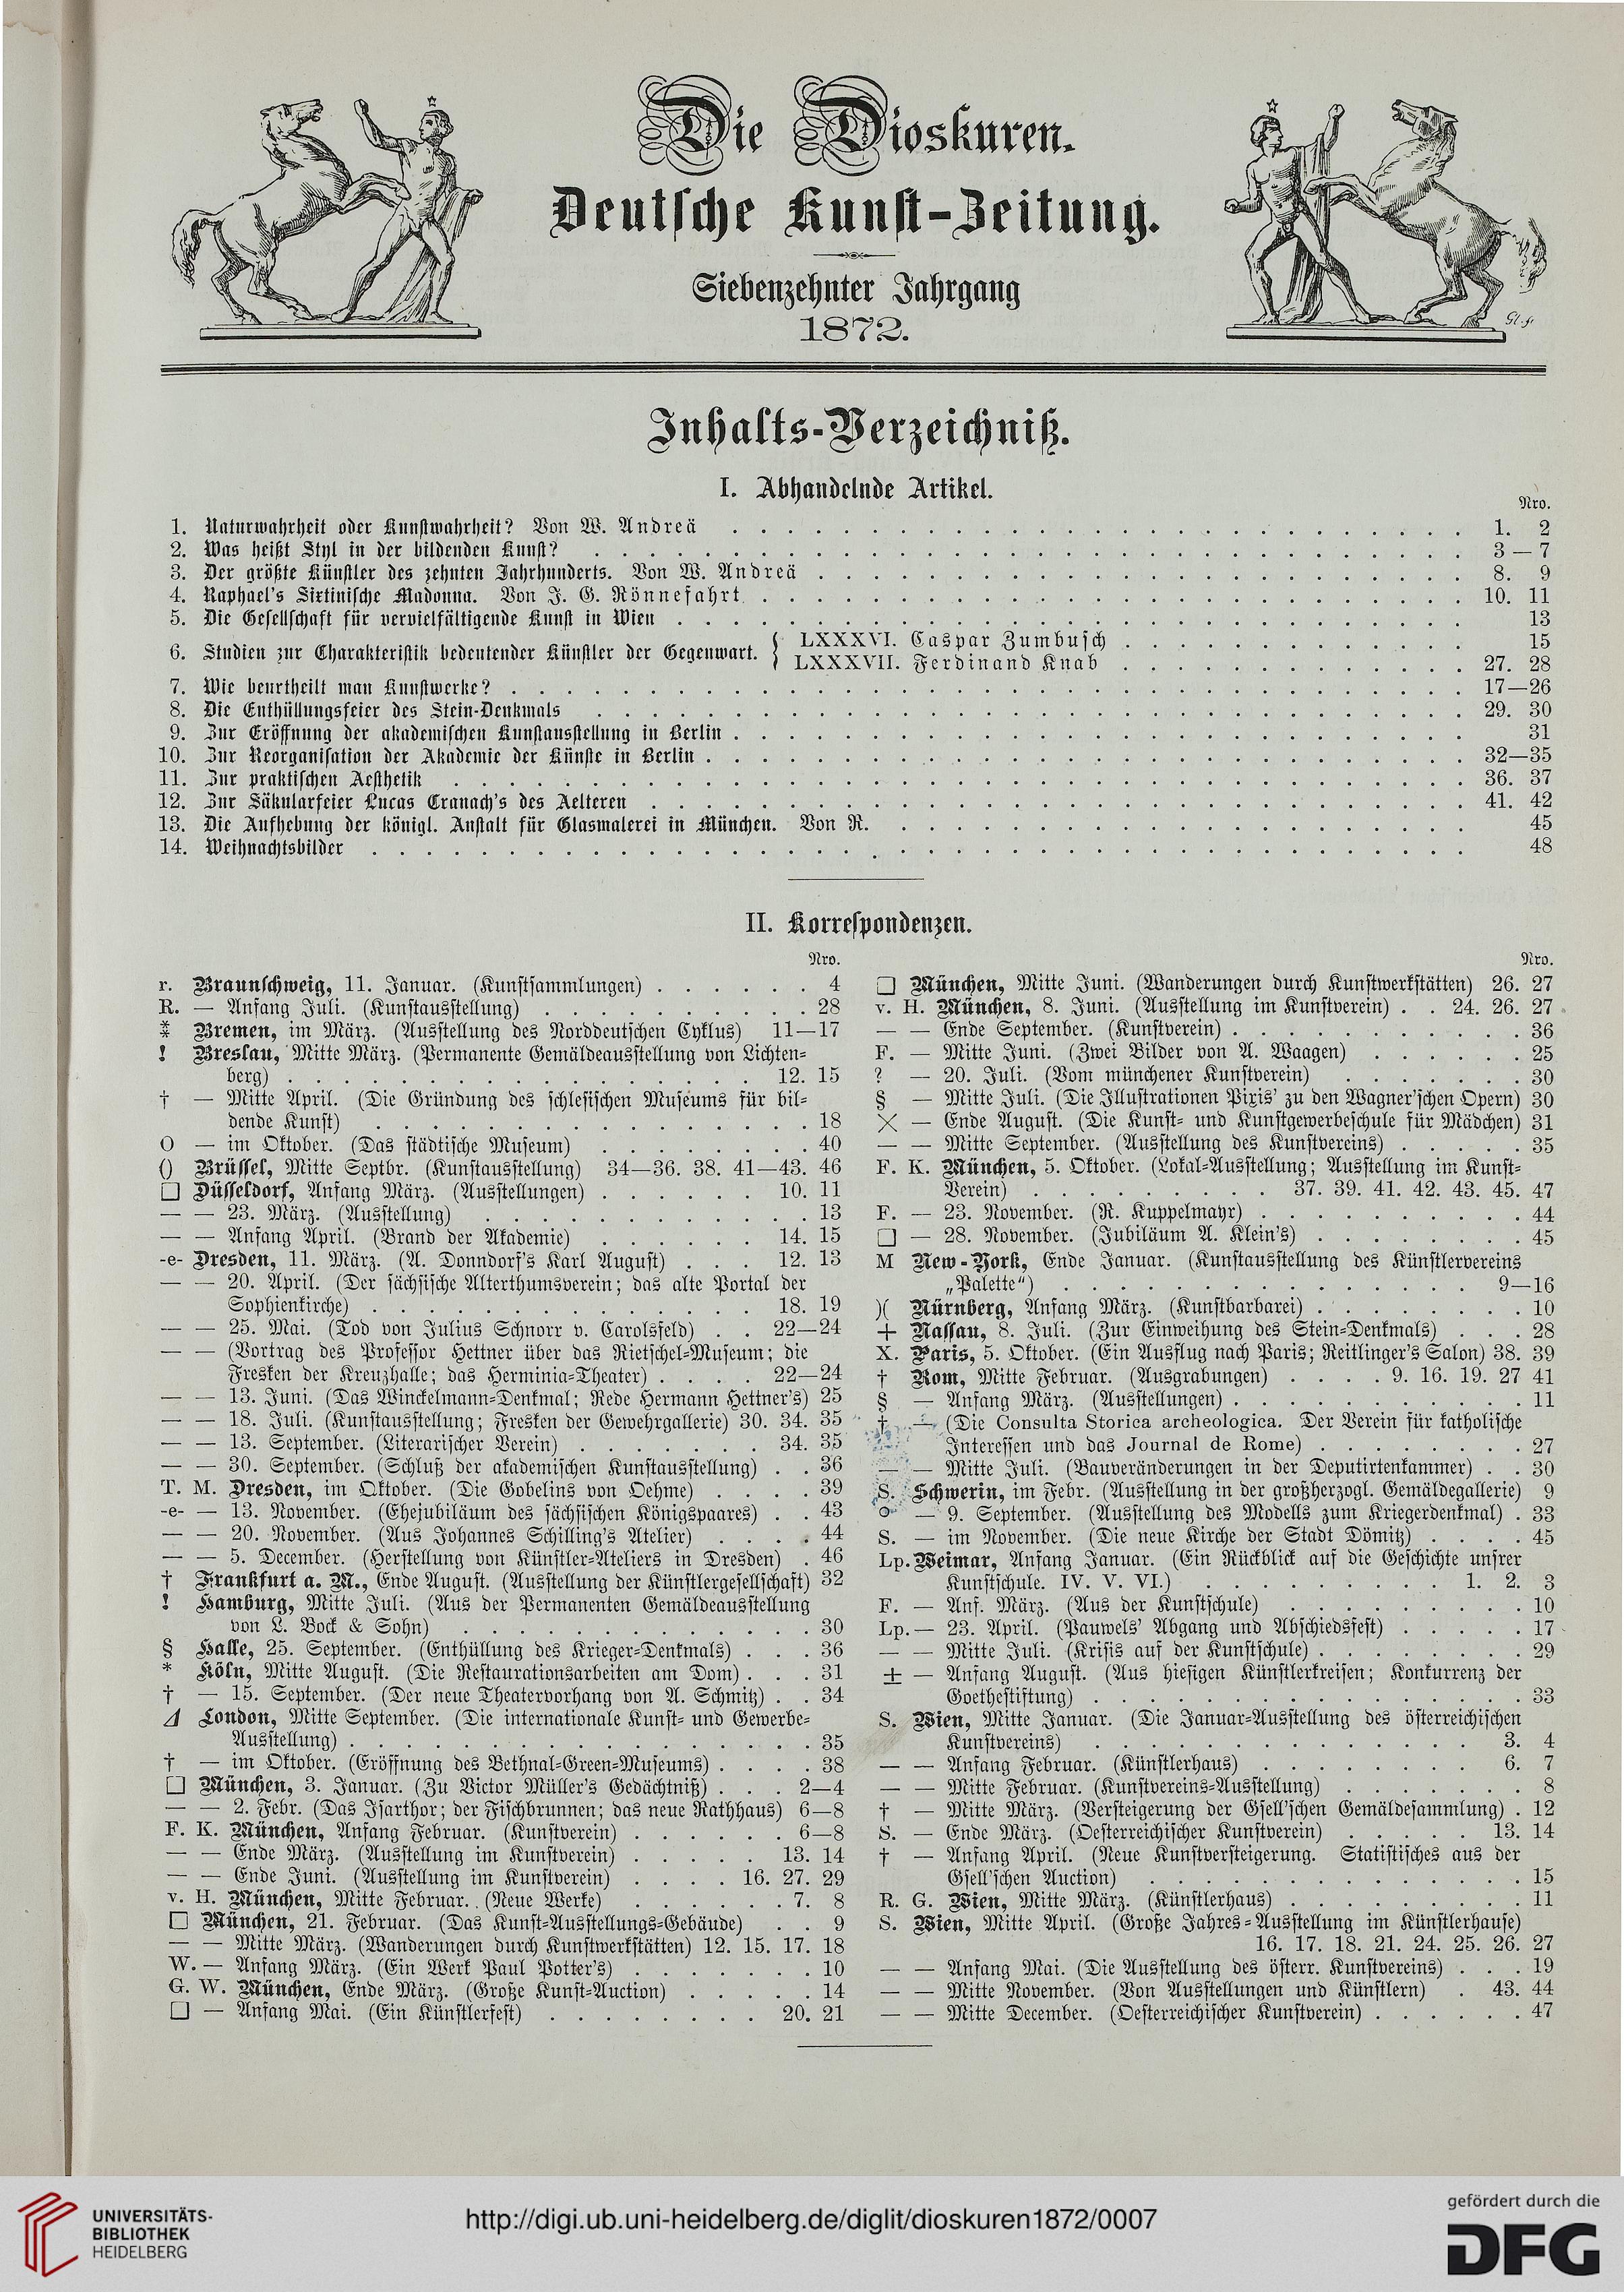 Die Dioskuren.
Deutsche Kunst-Zeitung.
Siebenzehnter Jahrgang
1872.
Inhalts-Verzeichniß.
I. Abhandelnde Artikel.
Nro.
1. Naturwahrheit oder Kunstwahrheit? Von W. Andreä 1. 2
2. Was heißt Styl in der bildenden Kunst? 3—7
3. Der größte Künstler des zehnten Jahrhunderts. Von W. Andreä 8. 9
4. Raphael's Sixtinische Madonna. Von J. G. Rönnefahrt 10. 11
5. Die Gesellschaft für vervielfältigende Kunst in Wien 13
6. Studien zur Charakteristik bedeutender Künstler der Gegenwart. { LXXXVI. Caspar Zumbusch 15
LXXXVII. Ferdinand Knab 27. 28
7. Wie beurtheilt man Kunstwerke? 17—26
8. Die Enthüllungsfeier des Stein-Denkmals 29. 30
9. Zur Eröffnung der akademischen Kunstausstellung in Berlin 31
10. Zur Reorganisation der Akademie der Künste in Berlin 32—35
11. Zur praktischen Aesthetik 36. 37
12. Zur Säkularfeier Lucas Cranach's des Aelteren 41. 42
13. Die Aufhebung der königl. Anstalt für Glasmalerei in München. Von R. 45
14. Weihnachtsbilder 48
II. Korrespondenzen.
Nro.
r. Braunschweig, 11. Januar. (Kunstsammlungen) 4
R. — Anfang Juli. (Kunstausstellung) 28
⁑ Bremen, im März. (Ausstellung des Norddeutschen Cyklus) 11—17
! Breslau, Mitte März. (Permanente Gemäldeausstellung von Lichten-
berg) 12. 15
† — Mitte April. (Die Gründung des schlesischen Museums für bil-
dende Kunst) 18
O — im Oktober. (Das städtische Museum) 40
() Brüssel, Mitte Septbr. (Kunstausstellung) 34—36. 38. 41—43. 46
□ Düsseldorf, Anfang März. (Ausstellungen) 10. 11
— — 23. März. (Ausstellung) 13
— — Anfang April. (Brand der Akademie) 14. 15
-e- Dresden, 11. März. (A. Donndorf's Karl August) 12. 13
— — 20. April. (Der sächsische Alterthumsverein; das alte Portal der
Sophienkirche) 18. 19
— — 25. Mai. (Tod von Julius Schnorr v. Carolsfeld) 22—24
— — (Vortrag des Professor Hettner über das Rietschel-Museum; die
Fresken der Kreuzhalle; das Herminia-Theater) 22—24
— — 13. Juni. (Das Winckelmann-Denkmal; Rede Hermann Hettner's) 25
— — 18. Juli. (Kunstausstellung; Fresken der Gewehrgallerie) 30. 34. 35
— — 13. September. (Literarischer Verein) 34. 35
— — 30. September. (Schluß der akademischen Kunstausstellung) 36
T. M. Dresden, im Oktober. (Die Gobelins von Oehme) 39
-e- — 13. November. (Ehejubiläum des sächsischen Königspaares) 43
— — 20. November. (Aus Johannes Schilling's Atelier) 44
— — 5. December. (Herstellung von Künstler-Ateliers in Dresden) 46
† Frankfurt a. M., Ende August. (Ausstellung der Künstlergesellschaft) 32
! Hamburg, Mitte Juli. (Aus der Permanenten Gemäldeausstellung
von L. Bock & Sohn) 30
§ Halle, 25. September. (Enthüllung des Krieger-Denkmals) 36
* Köln, Mitte August. (Die Restaurationsarbeiten am Dom) 31
† — 15. September. (Der neue Theatervorhang von A. Schmitz) 34
⊿ London, Mitte September. (Die internationale Kunst- und Gewerbe-
Ausstellung) 35
† — im Oktober. (Eröffnung des Bethnal-Green-Museums) 38
□ München, 3. Januar. (Zu Victor Müller's Gedächtniß) 2—4
— — 2. Febr. (Das Isarthor; der Fischbrunnen; das neue Rathhaus) 6—8
F. K. München, Anfang Februar. (Kunstverein) 6—8
— — Ende März. (Ausstellung im Kunstverein) 13. 14
— — Ende Juni. (Ausstellung im Kunstverein) 16. 27. 29
v. H. München, Mitte Februar. (Neue Werke) 7. 8
□ München, 21. Februar. (Das Kunst-Ausstellungs-Gebäude) 9
— — Mitte März. (Wanderungen durch Kunstwerkstätten) 12. 15. 17. 18
W. — Anfang März. (Ein Werk Paul Potter's) 10
G. W. München, Ende März. (Große Kunst-Auction) 14
□ — Anfang Mai. (Ein Künstlerfest) 20. 21
Nro.
□ München, Mitte Juni. (Wanderungen durch Kunstwerkstätten) 26. 27
v. H. München, 8. Juni. (Ausstellung im Kunstverein) 24. 26. 27
— — Ende September. (Kunstverein) 36
F. — Mitte Juni. (Zwei Bilder von A. Waagen) 25
? — 20. Juli. (Vom münchener Kunstverein) 30
§ — Mitte Juli. (Die Illustrationen Pixis' zu den Wagner'schen Opern) 30
× — Ende August. (Die Kunst- und Kunstgewerbeschule für Mädchen) 31
— — Mitte September. (Ausstellung des Kunstvereins) 35
F. K. München, 5. Oktober. (Lokal-Ausstellung; Ausstellung im Kunst-
Verein) 37. 39. 41. 42. 43. 45. 47
F. — 23. November. (R. Kuppelmayr) 44
□ — 28. November. (Jubiläum A. Klein's) 45
M New-York, Ende Januar. (Kunstausstellung des Künstlervereins
„Palette“) 9—16
)( Nürnberg, Anfang März. (Kunstbarbarei) 10
+ Nassau, 8. Juli. (Zur Einweihung des Stein-Denkmals) 28
X. Paris, 5. Oktober. (Ein Ausflug nach Paris; Reitlinger's Salon) 38. 39
† Rom, Mitte Februar. (Ausgrabungen) 9. 16. 19. 27 41
§ — Anfang März. (Ausstellungen) 11
† — (Die Consulta Storica archeologica. Der Verein für katholische
Interessen und das Journal de Rome) 27
— — Mitte Juli. (Bauveränderungen in der Deputirtenkammer) 30
S. Schwerin, im Febr. (Ausstellung in der großherzogl. Gemäldegallerie) 9
○ — 9. September. (Ausstellung des Modells zum Kriegerdenkmal) 33
S. — im November. (Die neue Kirche der Stadt Dömitz) 45
Lp. Weimar, Anfang Januar. (Ein Rückblick auf die Geschichte unsrer
Kunstschule. IV. V. VI.) 1. 2. 3
F. — Anf. März. (Aus der Kunstschule) 10
Lp. — 23. April. (Pauwels' Abgang und Abschiedsfest) 17
— — Mitte Juli. (Krisis auf der Kunstschule) 29
± — Anfang August. (Aus hiesigen Künstlerkreisen; Konkurrenz der
Goethestiftung) 33
S. Wien, Mitte Januar. (Die Januar-Ausstellung des österreichischen
Kunstvereins) 3. 4
— — Anfang Februar. (Künstlerhaus) 6. 7
— — Mitte Februar. (Kunstvereins-Ausstellung) 8
† — Mitte März. (Versteigerung der Gsell'schen Gemäldesammlung) 12
S. — Ende März. (Oesterreichischer Kunstverein) 13. 14
† — Anfang April. (Neue Kunstversteigerung. Statistisches aus der
Gsell'schen Auction) 15
R. G. Wien, Mitte März. (Künstlerhaus) 11
S. Wien, Mitte April. (Große Jahres-Ausstellung im Künstlerhause)
16. 17. 18. 21. 24. 25. 26. 27
— — Anfang Mai. (Die Ausstellung des österr. Kunstvereins) 19
— — Mitte November. (Von Ausstellungen und Künstlern) 43. 44
— — Mitte December. (Oesterreichischer Kunstverein) 47
UNIVERSITÄTS-
BIBLIOTHEK
HEIDELBERG
http://digi.ub.uni-heidelberg.de/diglit/dioskuren1872/0007
gefördert durch die
DFG